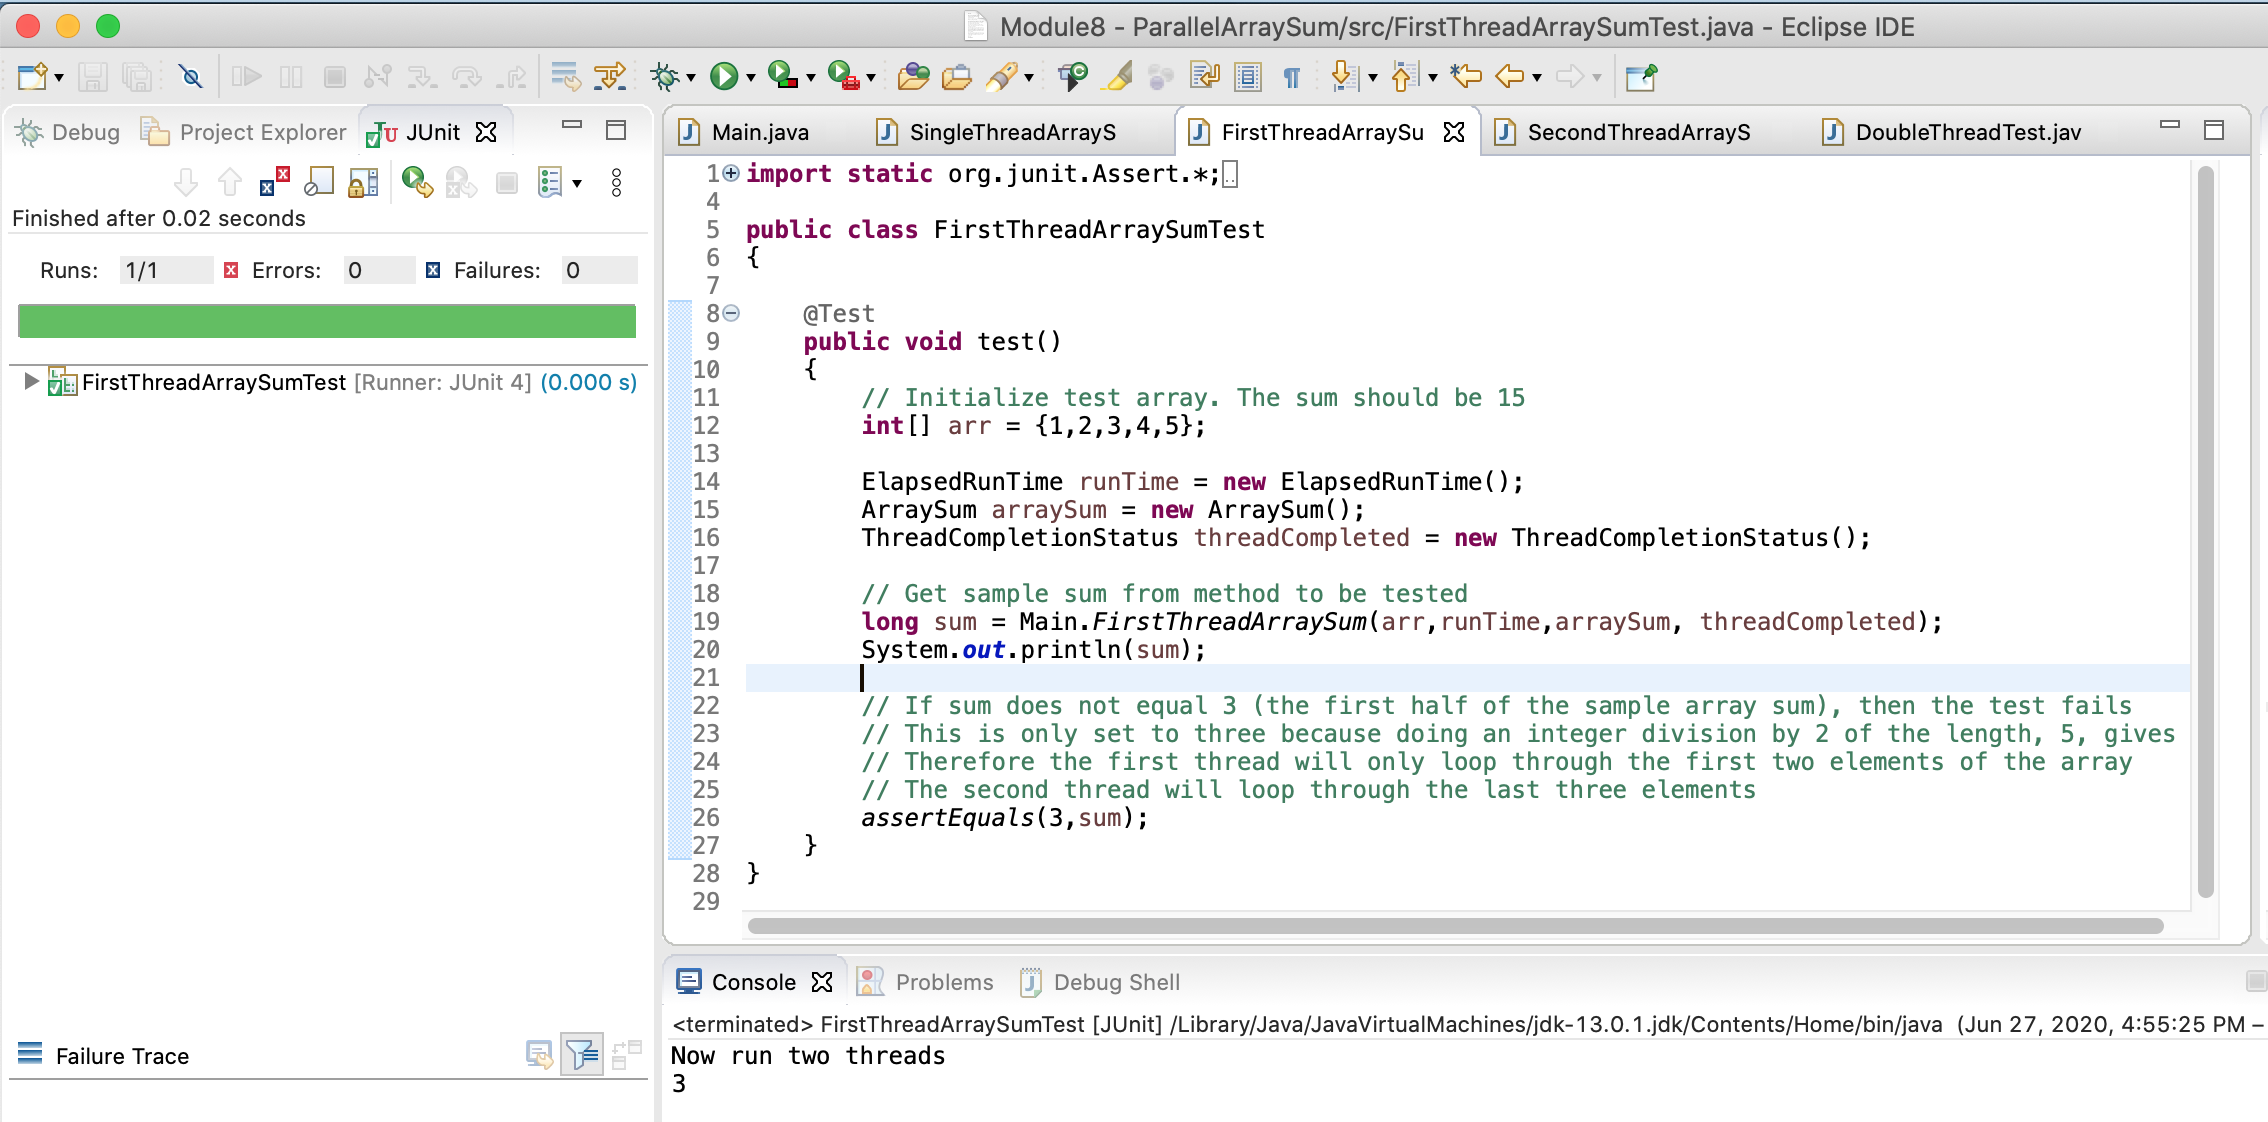 Module8 - ParallelArraySum/src/FirstThreadArraySumTest.java - Eclipse IDE
Debug Project Explorer JUnit
Finished after 0.02 seconds
Runs: 1/1 Errors: 0 Failures: 0
FirstThreadArraySumTest [Runner: JUnit 4] (0.000 s)
Failure Trace
Main.java SingleThreadArrayS FirstThreadArraySu SecondThreadArrayS DoubleThreadTest.jav
1 import static org.junit.Assert.*;
4
5 public class FirstThreadArraySumTest
6 {
7
8 @Test
9 public void test()
10 {
11 // Initialize test array. The sum should be 15
12 int[] arr = {1,2,3,4,5};
13
14 ElapsedRunTime runTime = new ElapsedRunTime();
15 ArraySum arraySum = new ArraySum();
16 ThreadCompletionStatus threadCompleted = new ThreadCompletionStatus();
17
18 // Get sample sum from method to be tested
19 long sum = Main.FirstThreadArraySum(arr,runTime,arraySum, threadCompleted);
20 System.out.println(sum);
21
22 // If sum does not equal 3 (the first half of the sample array sum), then the test fails
23 // This is only set to three because doing an integer division by 2 of the length, 5, gives
24 // Therefore the first thread will only loop through the first two elements of the array
25 // The second thread will loop through the last three elements
26 assertEquals(3,sum);
27 }
28 }
29
Console Problems Debug Shell
<terminated> FirstThreadArraySumTest [JUnit] /Library/Java/JavaVirtualMachines/jdk-13.0.1.jdk/Contents/Home/bin/java (Jun 27, 2020, 4:55:25 PM –
Now run two threads
3